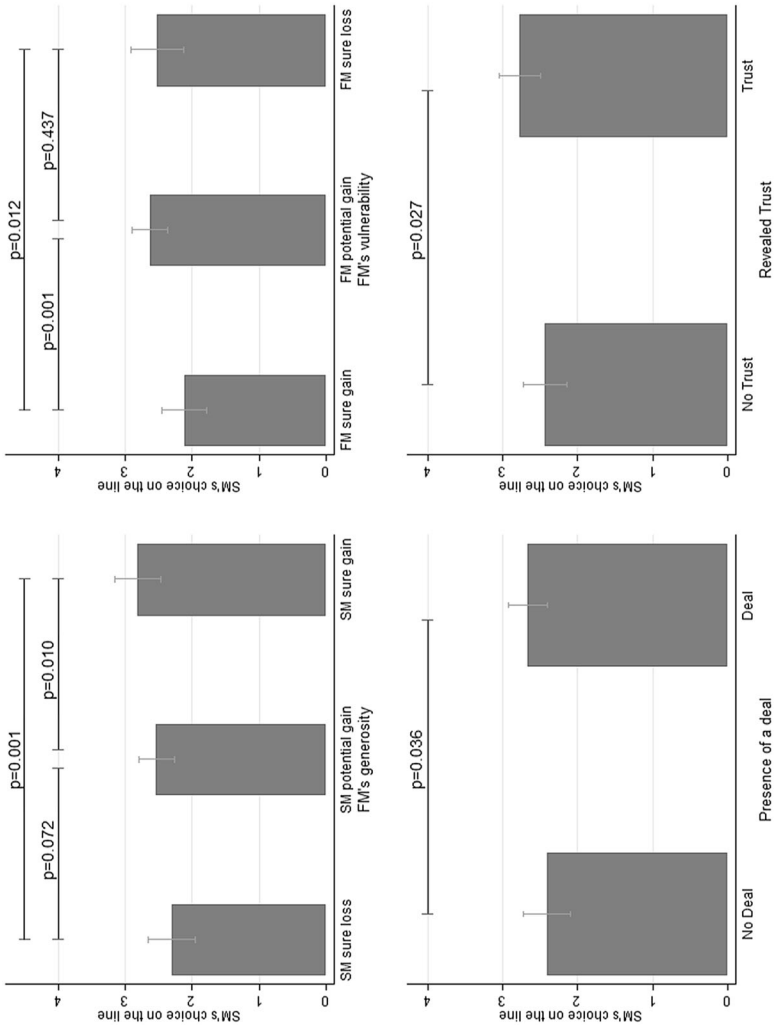 p=0.001
p=0.072
p=0.010
SM's choice on the line
4
3
2
1
0
SM sure loss
SM potential gain
SM sure gain
FM's generosity
p=0.012
p=0.001
p=0.437
SM's choice on the line
4
3
2
1
0
FM sure gain
FM potential gain
FM sure loss
FM's vulnerability
p=0.036
SM's choice on the line
4
3
2
1
0
No Deal
Deal
Presence of a deal
p=0.027
SM's choice on the line
4
3
2
1
0
No Trust
Trust
Revealed Trust